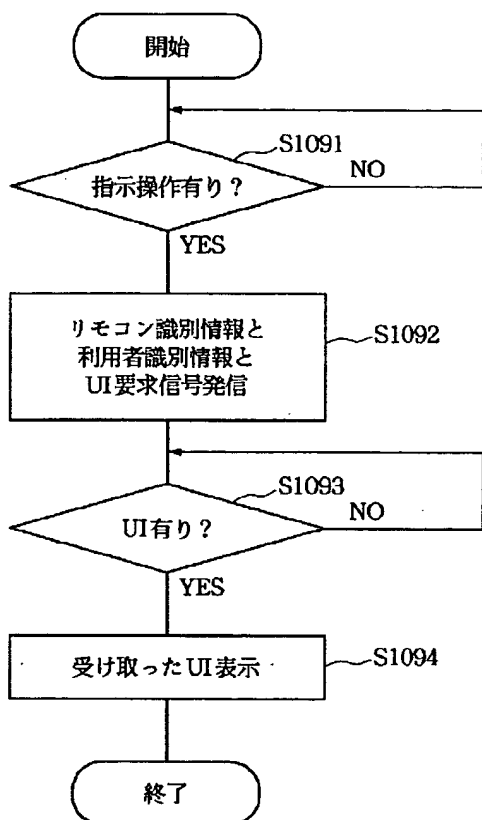 開始
S1091
指示操作有り?
NO
YES
リモコン識別情報と
利用者識別情報と
UI要求信号発信
S1092
S1093
UI有り?
NO
YES
受け取ったUI表示
S1094
終了